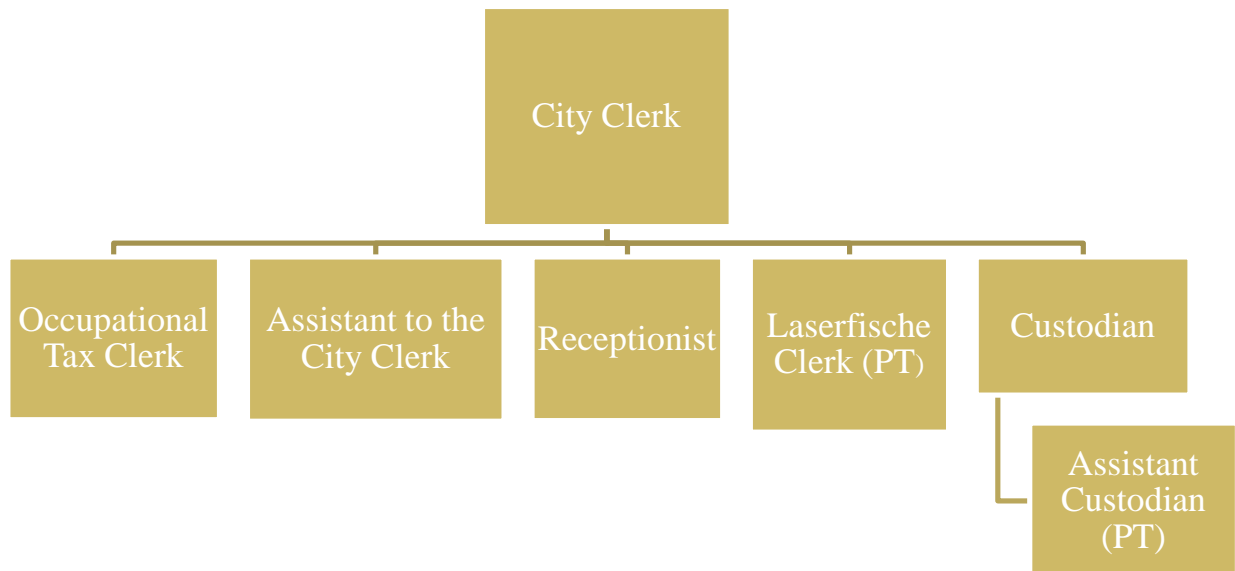 City Clerk
Occupational
Tax Clerk
Assistant to the
City Clerk
Receptionist
Laserfische
Clerk (PT)
Custodian
Assistant
Custodian
(PT)